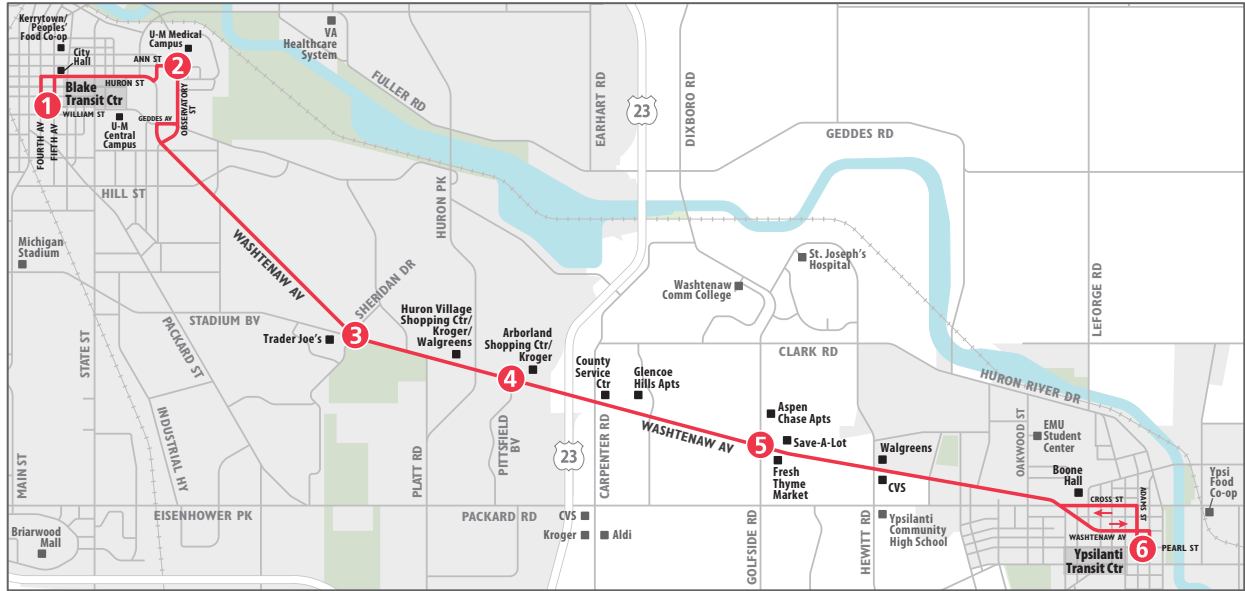 Kerrytown/
Peoples'
Food Co-op
City
Hall
U-M Medical
Campus
ANN ST
2
VA
Healthcare
System
FULLER RD
EARHART RD
23
DIXBORO RD
GEDDES RD
Blake
Transit Ctr
HURON ST
1
WILLIAM ST
GEDDES AV
OBSERVATORY
ST
U-M
Central
Campus
FOURTH AV
FIFTH AV
HILL ST
HURON PK
Michigan
Stadium
WASHTENAW AV
SHERIDAN DR
STADIUM BV
Trader Joe's
3
Huron Village
Shopping Ctr/
Kroger/
Walgreens
Arborland
Shopping Ctr/
Kroger
4
County
Service
Ctr
Glencoe
Hills Apts
Washtenaw
Comm College
St. Joseph's
Hospital
CLARK RD
LEFORGE RD
HURON RIVER DR
STATE ST
PACKARD ST
INDUSTRIAL HY
MAIN ST
PLATT RD
PITTSFIELD
BV
23
CARPENTER RD
WASHTENAW AV
Aspen
Chase Apts
5
Save-A-Lot
Fresh
Thyme
Market
Walgreens
CVS
OAKWOOD ST
EMU
Student
Center
Boone
Hall
CROSS ST
ADAMS ST
Ypsi
Food
Co-op
EISENHOWER PK
PACKARD RD
CVS
Kroger
Aldi
GOLFSIDE RD
HEWITT RD
Ypsilanti
Community
High School
WASHTENAW AV
6
PEARL ST
Ypsilanti
Transit Ctr
Briarwood
Mall